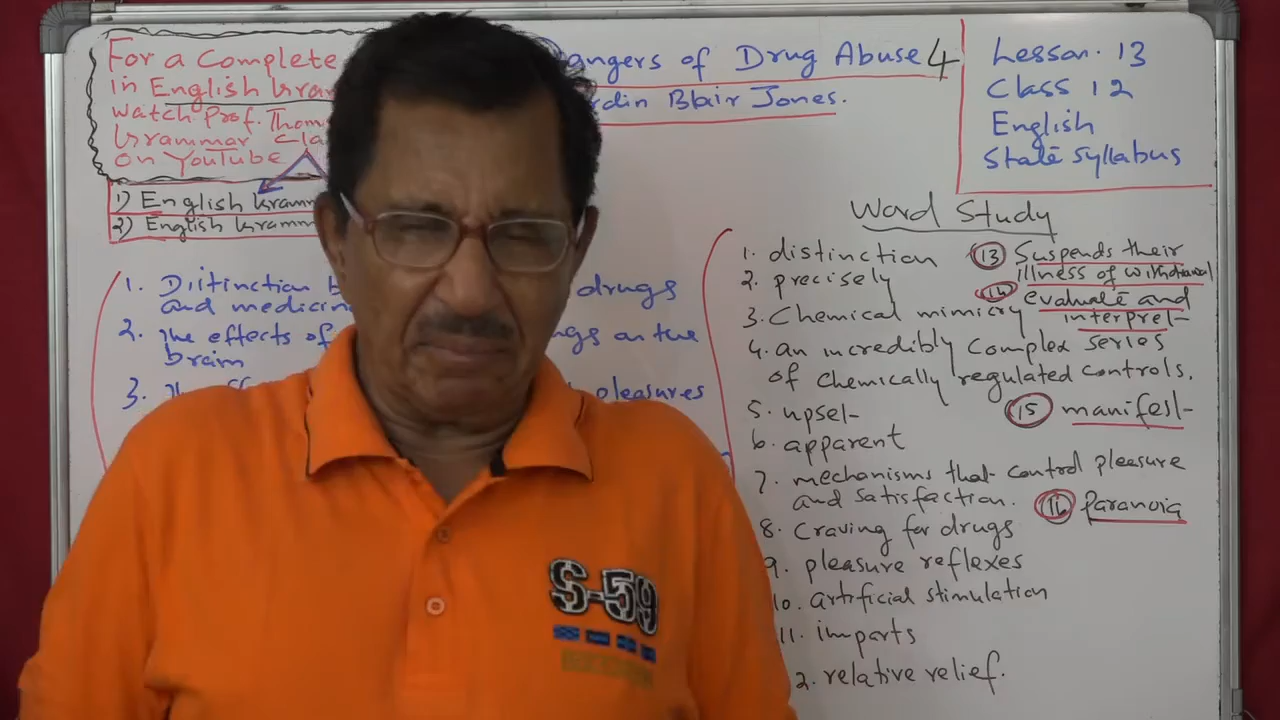 For a Complete
in English Gram
watch Prof. Thom
Grammar Cla
on YouTube
1) English Gramm
2) English Gramm
angers of Drug Abuse 4
rdin Blair Jones.
Lesson. 13
Class 12
English
State Syllabus
1. Distinction b drugs
and medicin
2. The effects of ugs on the
brain
3. pleasures
Word Study
1. distinction
2. precisely
3. Chemical mimicry
4. an incredibly complex series
of chemically regulated controls.
5. upset
6. apparent
7. mechanisms that control pleasure
and satisfaction.
8. Craving for drugs
9. pleasure reflexes
10. artificial stimulation
11. imparts
2. relative relief.
13 Suspends their
illness of withdrawal
14 evaluate and
interpret
15 manifest
16 paranoia
S-59